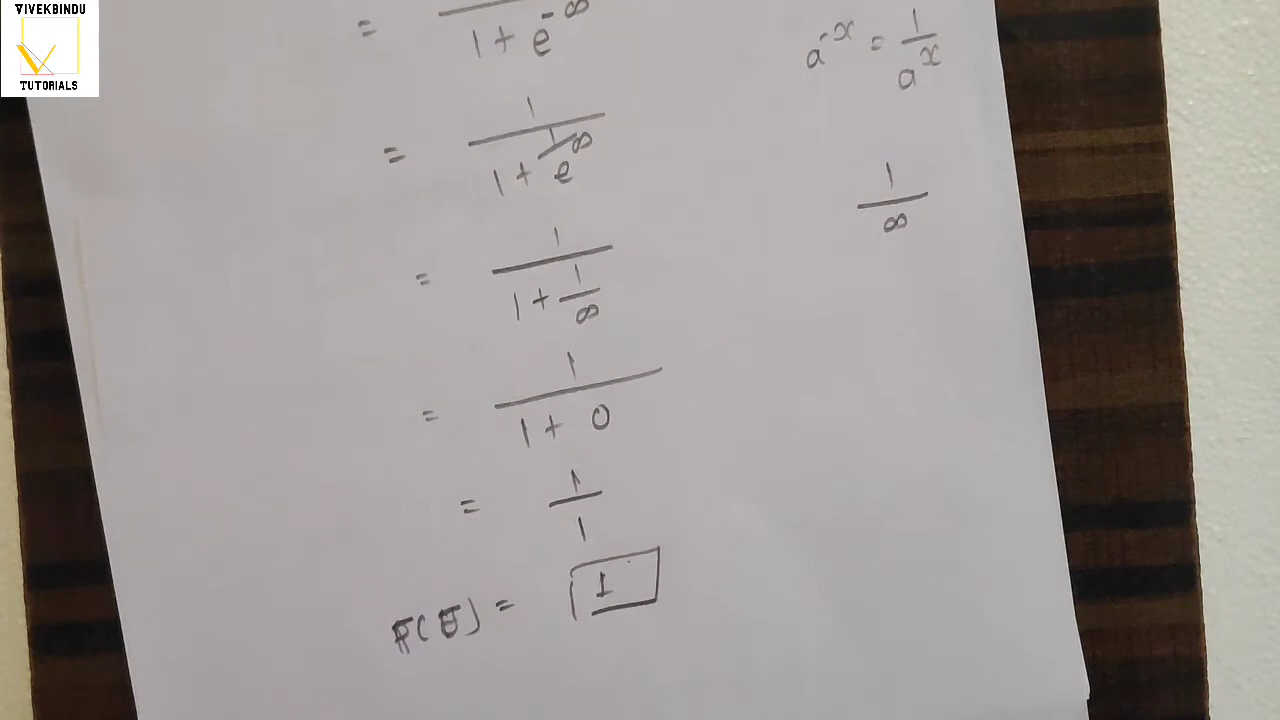 VIVEKBINDU
TUTORIALS
= 1 + e^-∞
= 1 / (1 + 1/e^∞)
= 1 / (1 + 1/∞)
= 1 / (1 + 0)
= 1/1
F(E) = 1
a^-x = 1/a^x
1/∞